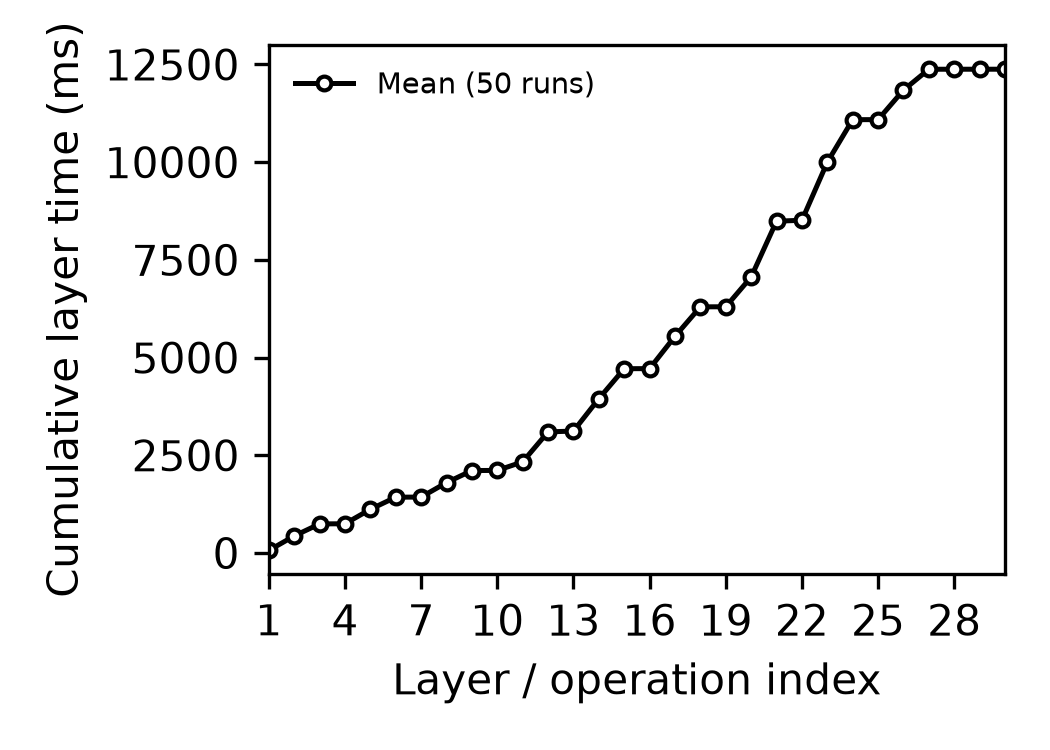 Cumulative layer time (ms)
12500
10000
7500
5000
2500
0
Mean (50 runs)
1 4 7 10 13 16 19 22 25 28
Layer / operation index